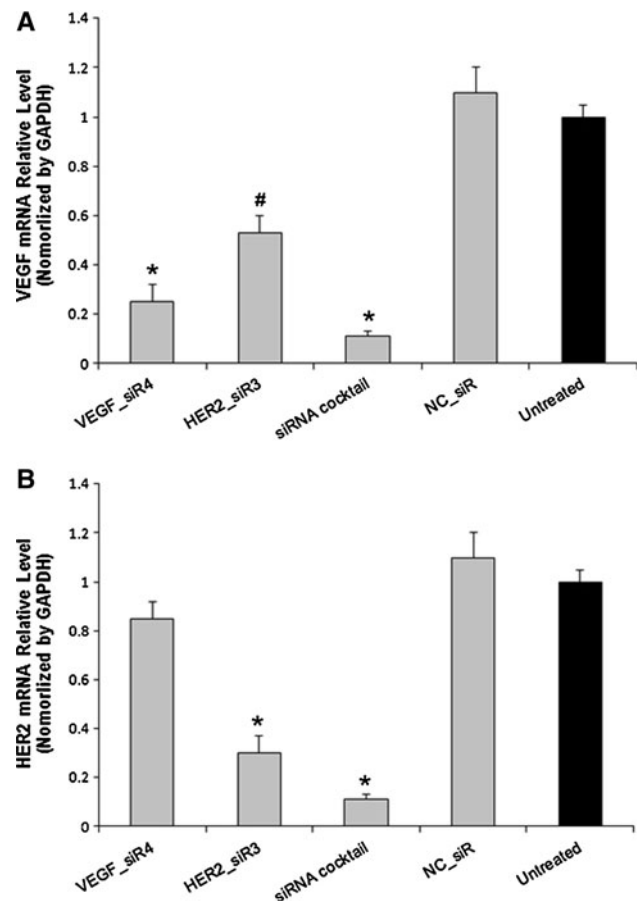 A
VEGF mRNA Relative Level
(Nomorlized by GAPDH)
1.4
1.2
1
0.8
0.6
0.4
0.2
0
*
#
*
VEGF_siR4
HER2_siR3
siRNA cocktail
NC_siR
Untreated
B
HER2 mRNA Relative Level
(Nomorlized by GAPDH)
1.4
1.2
1
0.8
0.6
0.4
0.2
0
*
*
VEGF_siR4
HER2_siR3
siRNA cocktail
NC_siR
Untreated